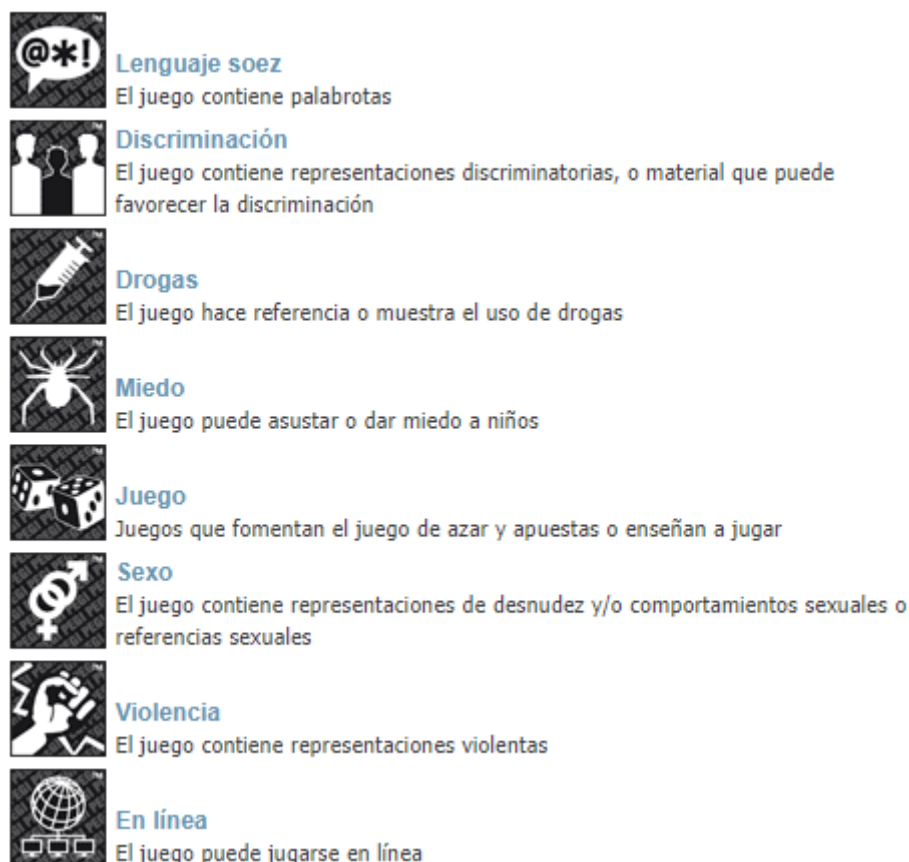 @*!
Lenguaje soez
El juego contiene palabrotas
Discriminación
El juego contiene representaciones discriminatorias, o material que puede
favorecer la discriminación
Drogas
El juego hace referencia o muestra el uso de drogas
Miedo
El juego puede asustar o dar miedo a niños
Juego
Juegos que fomentan el juego de azar y apuestas o enseñan a jugar
Sexo
El juego contiene representaciones de desnudez y/o comportamientos sexuales o
referencias sexuales
Violencia
El juego contiene representaciones violentas
En línea
El juego puede jugarse en línea